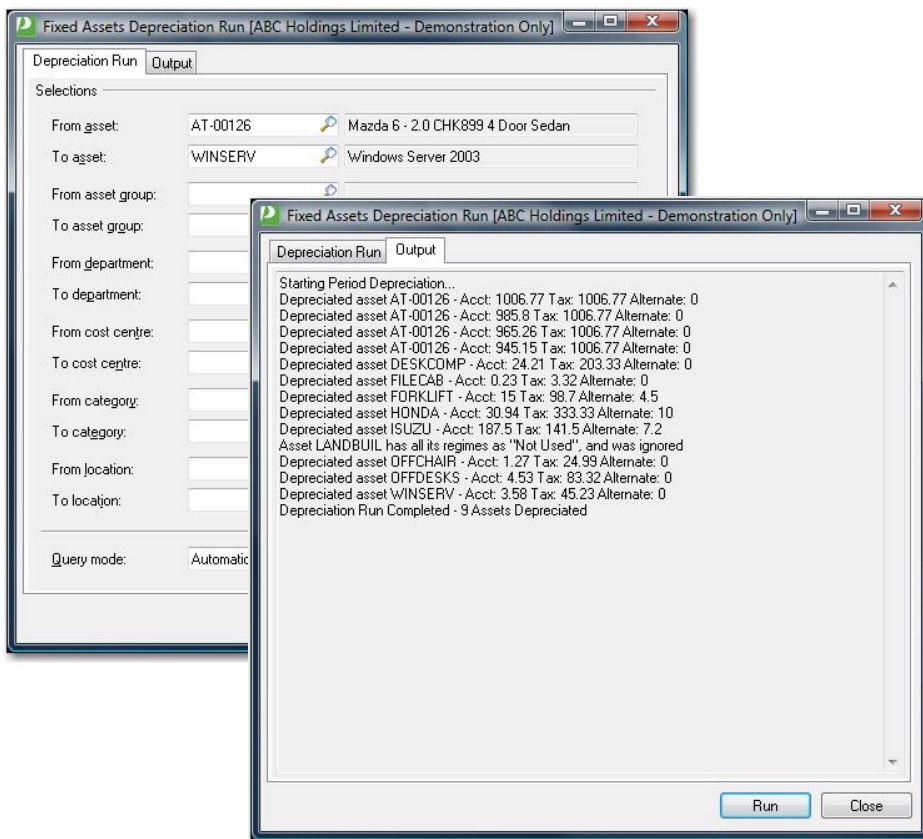 Fixed Assets Depreciation Run [ABC Holdings Limited - Demonstration Only]
Depreciation Run Output
Selections
From asset: AT-00126 Mazda 6 - 2.0 CHK899 4 Door Sedan
To asset: WINSERV Windows Server 2003
From asset group:
To asset group:
From department:
To department:
From cost centre:
To cost centre:
From category:
To category:
From location:
To location:
Query mode: Automatic
Fixed Assets Depreciation Run [ABC Holdings Limited - Demonstration Only]
Depreciation Run Output
Starting Period Depreciation...
Depreciated asset AT-00126 - Acct: 1006.77 Tax: 1006.77 Alternate: 0
Depreciated asset AT-00126 - Acct: 985.8 Tax: 1006.77 Alternate: 0
Depreciated asset AT-00126 - Acct: 965.26 Tax: 1006.77 Alternate: 0
Depreciated asset AT-00126 - Acct: 945.15 Tax: 1006.77 Alternate: 0
Depreciated asset DESKCOMP - Acct: 24.21 Tax: 203.33 Alternate: 0
Depreciated asset FILECAB - Acct: 0.23 Tax: 3.32 Alternate: 0
Depreciated asset FORKLIFT - Acct: 15 Tax: 98.7 Alternate: 4.5
Depreciated asset HONDA - Acct: 30.94 Tax: 333.33 Alternate: 10
Depreciated asset ISUZU - Acct: 187.5 Tax: 141.5 Alternate: 7.2
Asset LANDBUIL has all its regimes as "Not Used", and was ignored
Depreciated asset OFFCHAIR - Acct: 1.27 Tax: 24.99 Alternate: 0
Depreciated asset OFFDESKS - Acct: 4.53 Tax: 83.32 Alternate: 0
Depreciated asset WINSERV - Acct: 3.58 Tax: 45.23 Alternate: 0
Depreciation Run Completed - 9 Assets Depreciated
Run Close